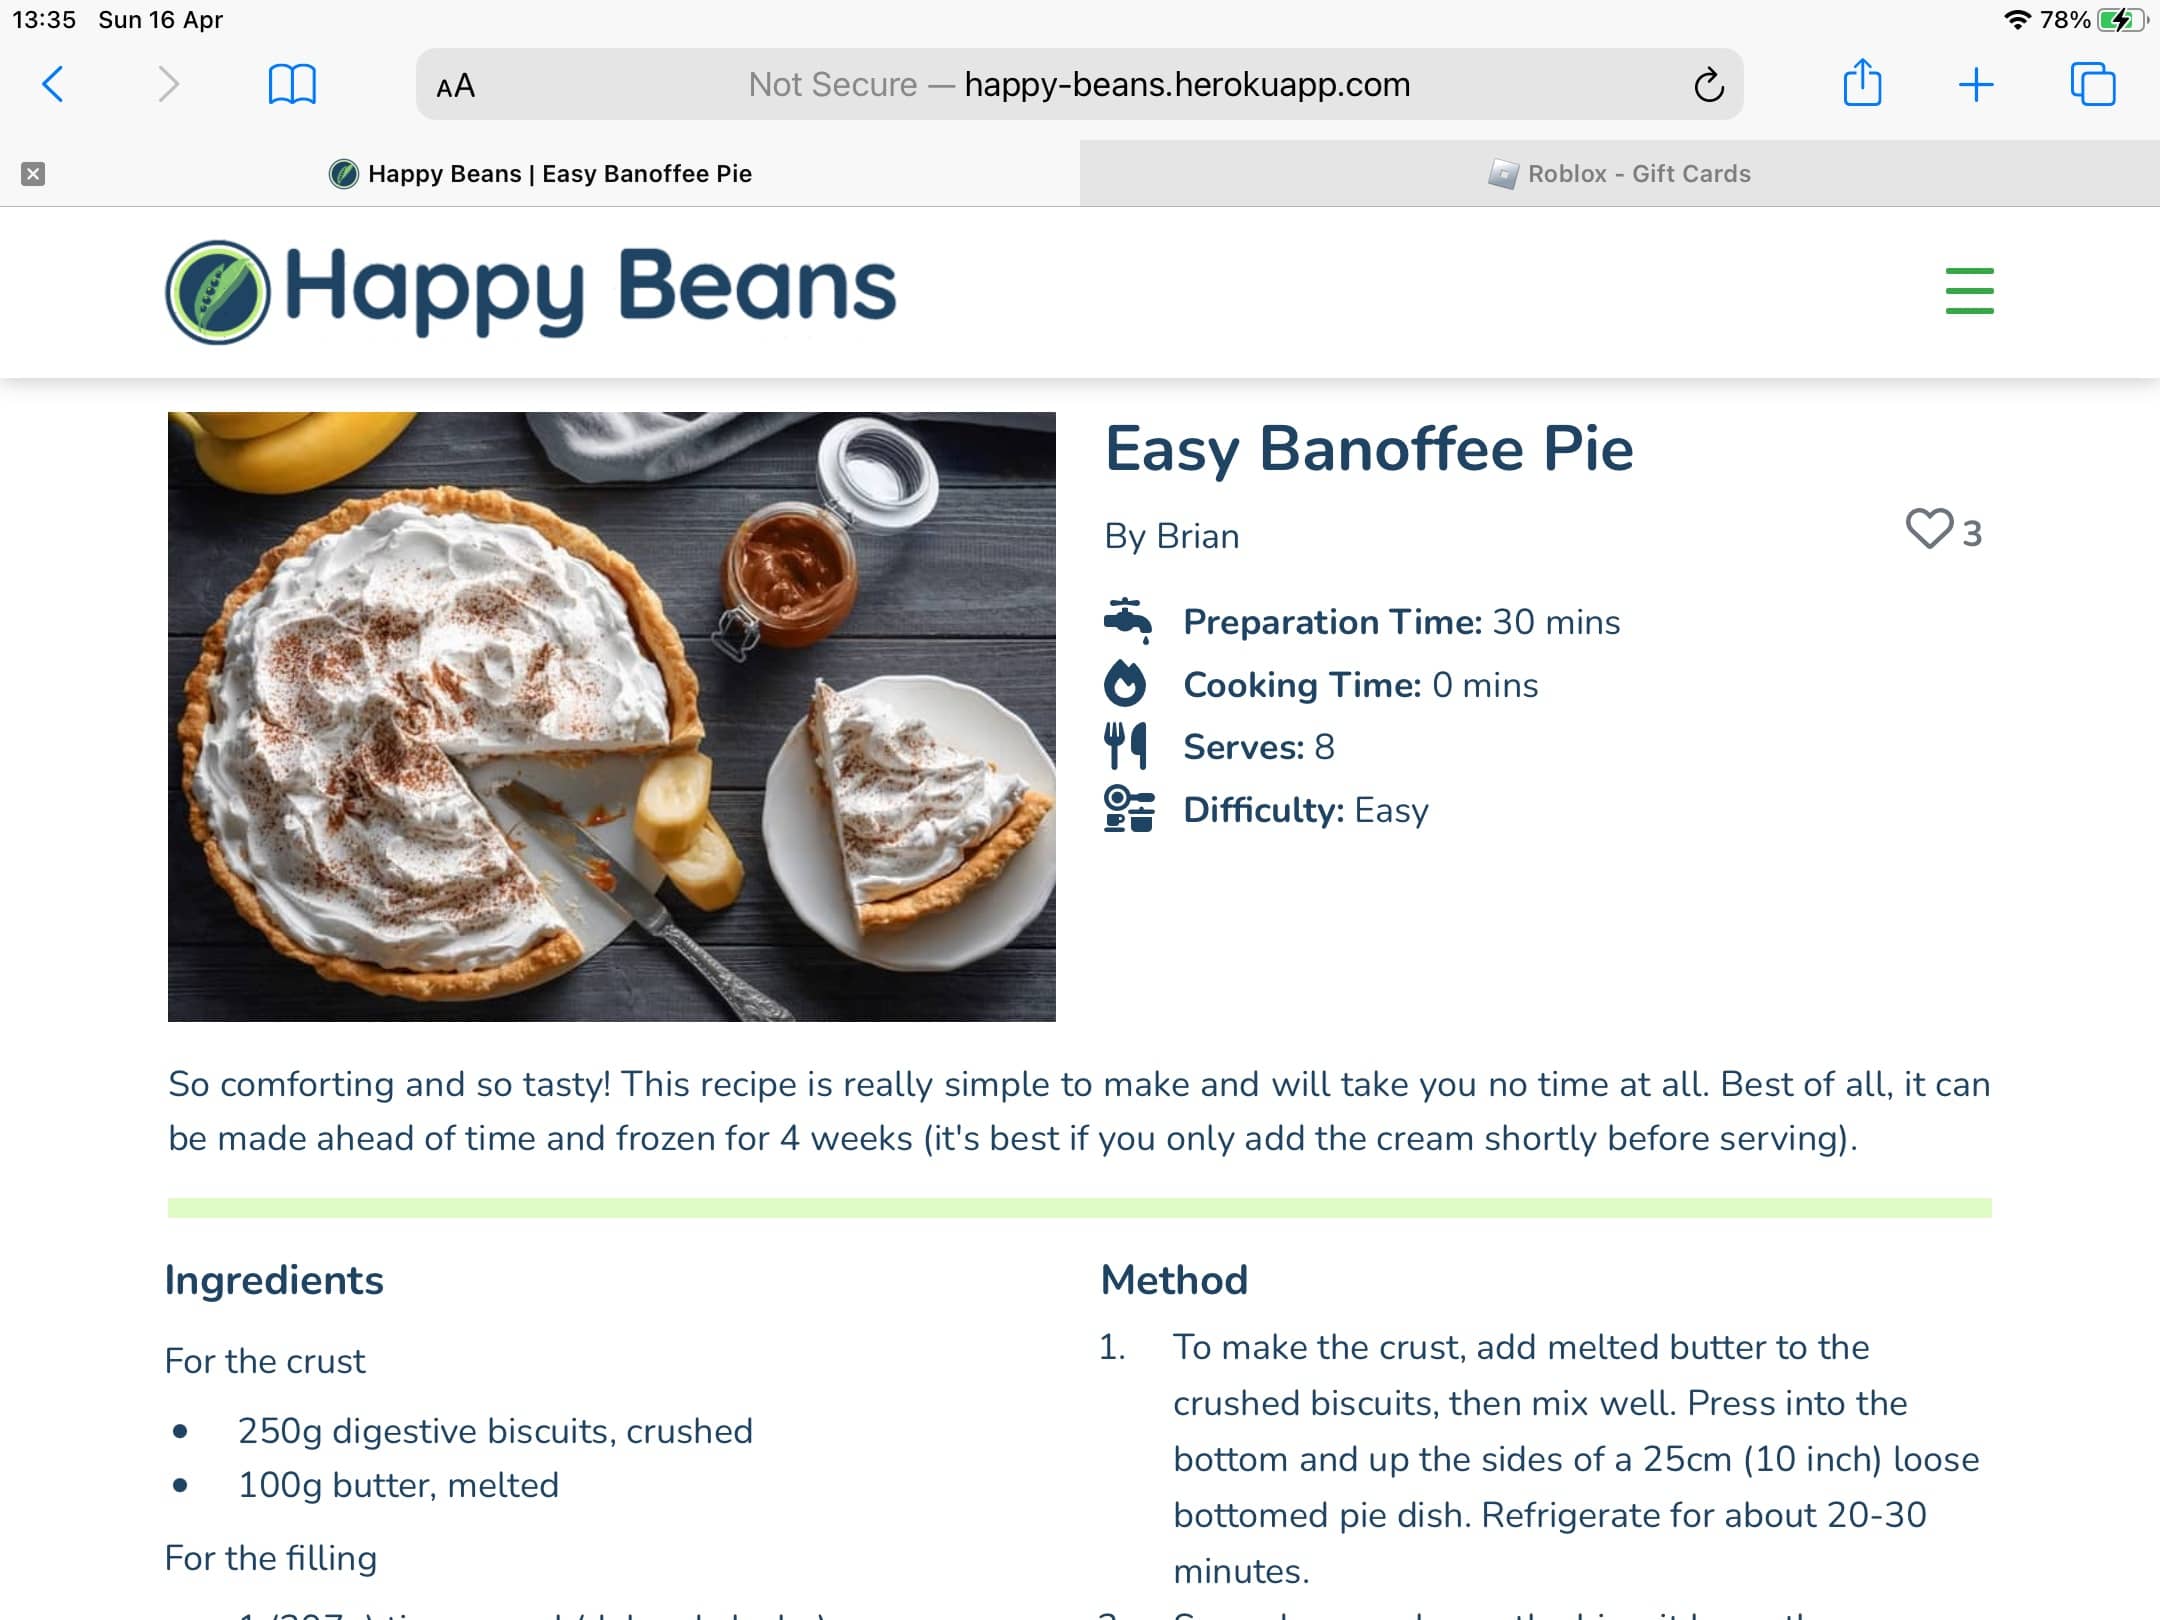 13:35 Sun 16 Apr
78%
AA
Not Secure — happy-beans.herokuapp.com
Happy Beans | Easy Banoffee Pie
Roblox - Gift Cards
Happy Beans
Easy Banoffee Pie
By Brian
3
Preparation Time: 30 mins
Cooking Time: 0 mins
Serves: 8
Difficulty: Easy
So comforting and so tasty! This recipe is really simple to make and will take you no time at all. Best of all, it can
be made ahead of time and frozen for 4 weeks (it's best if you only add the cream shortly before serving).
Ingredients
For the crust
• 250g digestive biscuits, crushed
• 100g butter, melted
For the filling
Method
1. To make the crust, add melted butter to the
crushed biscuits, then mix well. Press into the
bottom and up the sides of a 25cm (10 inch) loose
bottomed pie dish. Refrigerate for about 20-30
minutes.